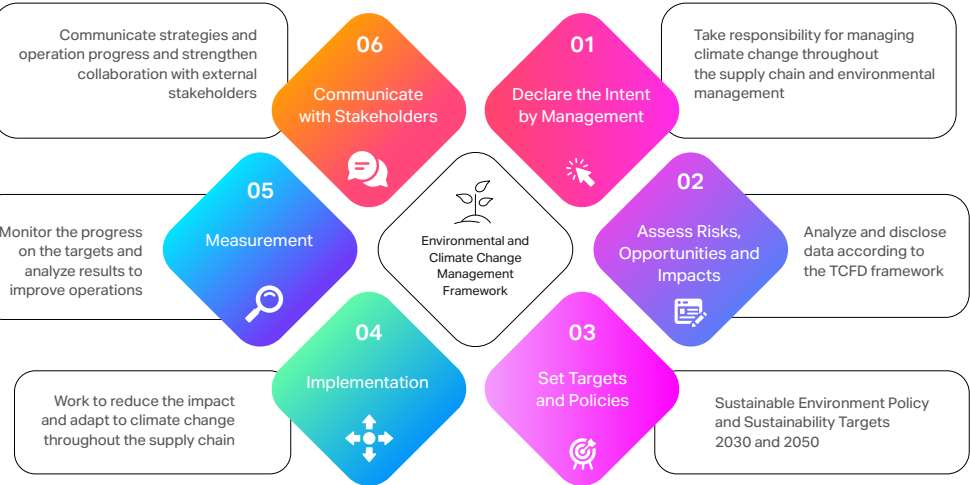 01
Declare the Intent
by Management
Take responsibility for managing
climate change throughout
the supply chain and environmental
management
02
Assess Risks,
Opportunities and
Impacts
Analyze and disclose
data according to
the TCFD framework
03
Set Targets
and Policies
Sustainable Environment Policy
and Sustainability Targets
2030 and 2050
04
Implementation
Work to reduce the impact
and adapt to climate change
throughout the supply chain
05
Measurement
Monitor the progress
on the targets and
analyze results to
improve operations
06
Communicate
with Stakeholders
Communicate strategies and
operation progress and strengthen
collaboration with external
stakeholders
Environmental and
Climate Change
Management
Framework